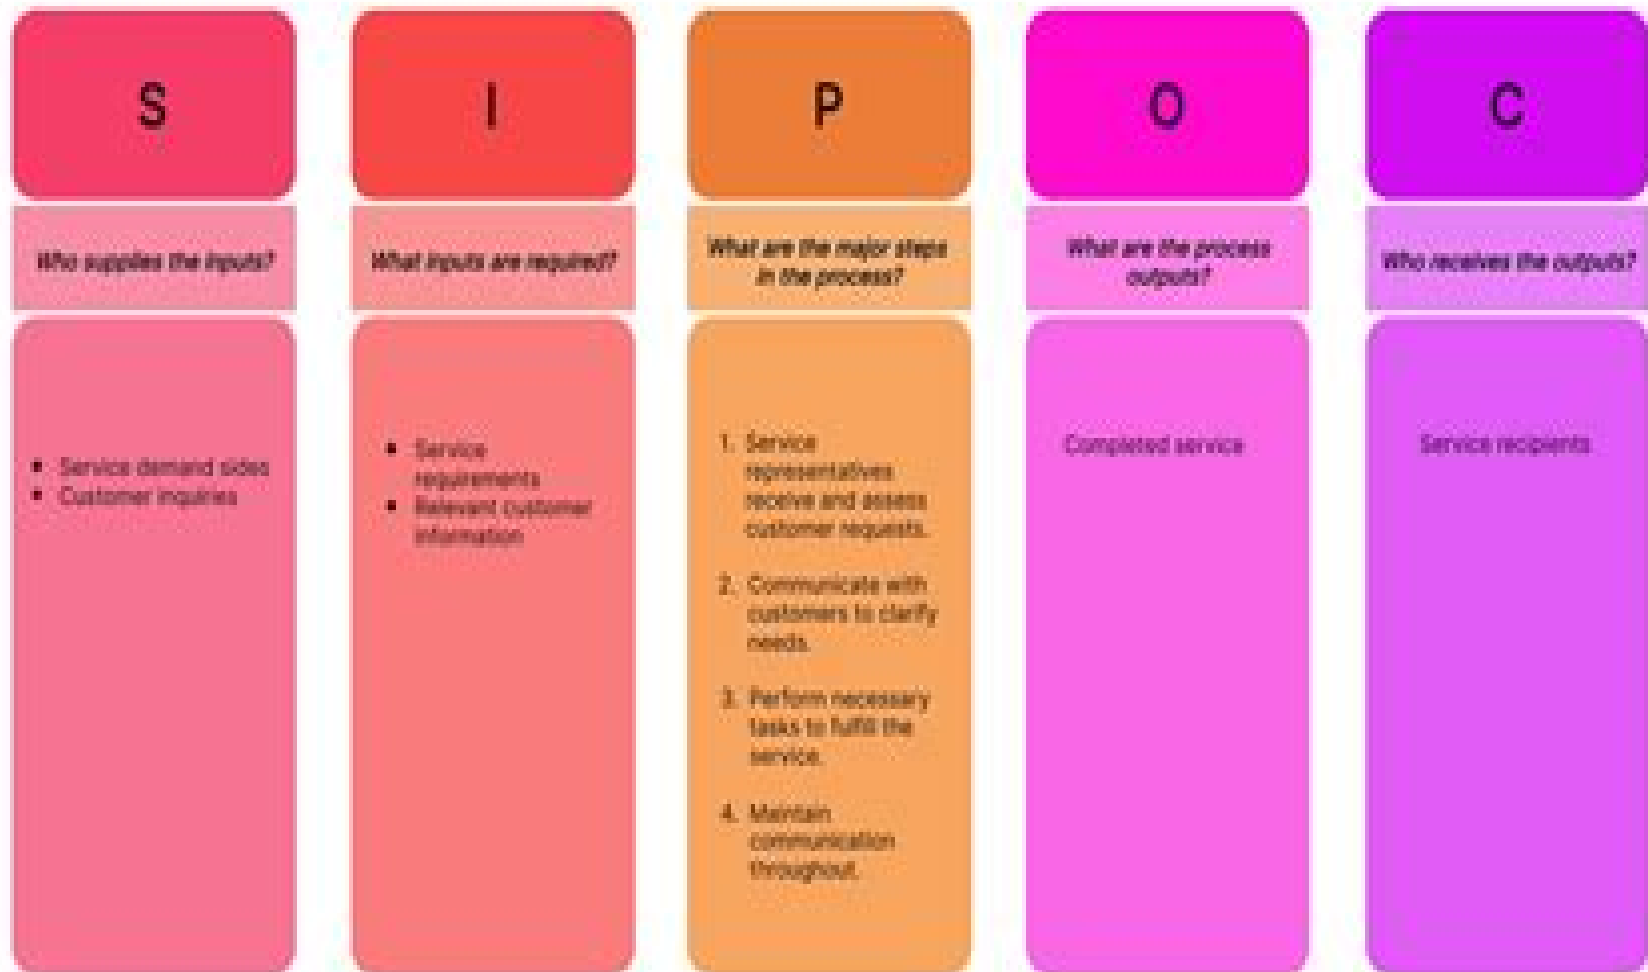 S
I
P
O
C
Who supplies the inputs?
What inputs are required?
What are the major steps
in the process?
What are the process
outputs?
Who receives the outputs?
• Service demand sides
• Customer inquiries
• Service
requirements
• Relevant customer
information
1. Service
representatives
receive and assess
customer requests.
2. Communicate with
customers to clarify
needs.
3. Perform necessary
tasks to fulfill the
service.
4. Maintain
communication
throughout.
Completed service
Service recipients